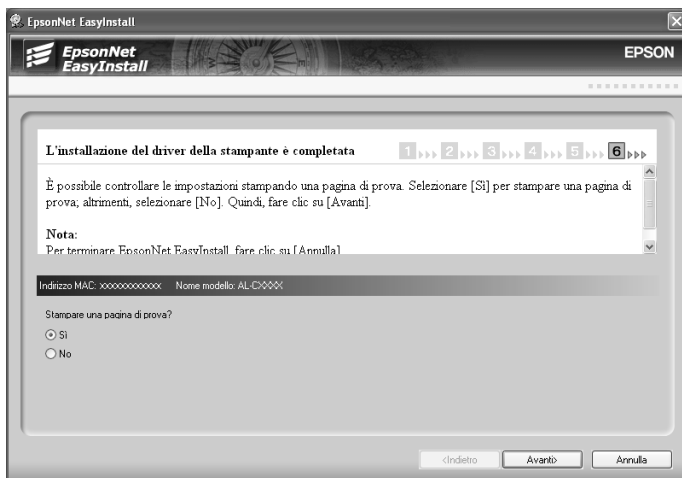 EpsonNet EasyInstall
EpsonNet
EasyInstall
EPSON
L'installazione del driver della stampante è completata
1 2 3 4 5 6
È possibile controllare le impostazioni stampando una pagina di prova. Selezionare [Sì] per stampare una pagina di
prova; altrimenti, selezionare [No]. Quindi, fare clic su [Avanti].
Nota:
Per terminare EpsonNet EasyInstall, fare clic su [Annulla]
Indirizzo MAC: xxxxxxxxxxxx Nome modello: AL-CXXXX
Stampare una pagina di prova?
Sì
No
<Indietro Avanti> Annulla